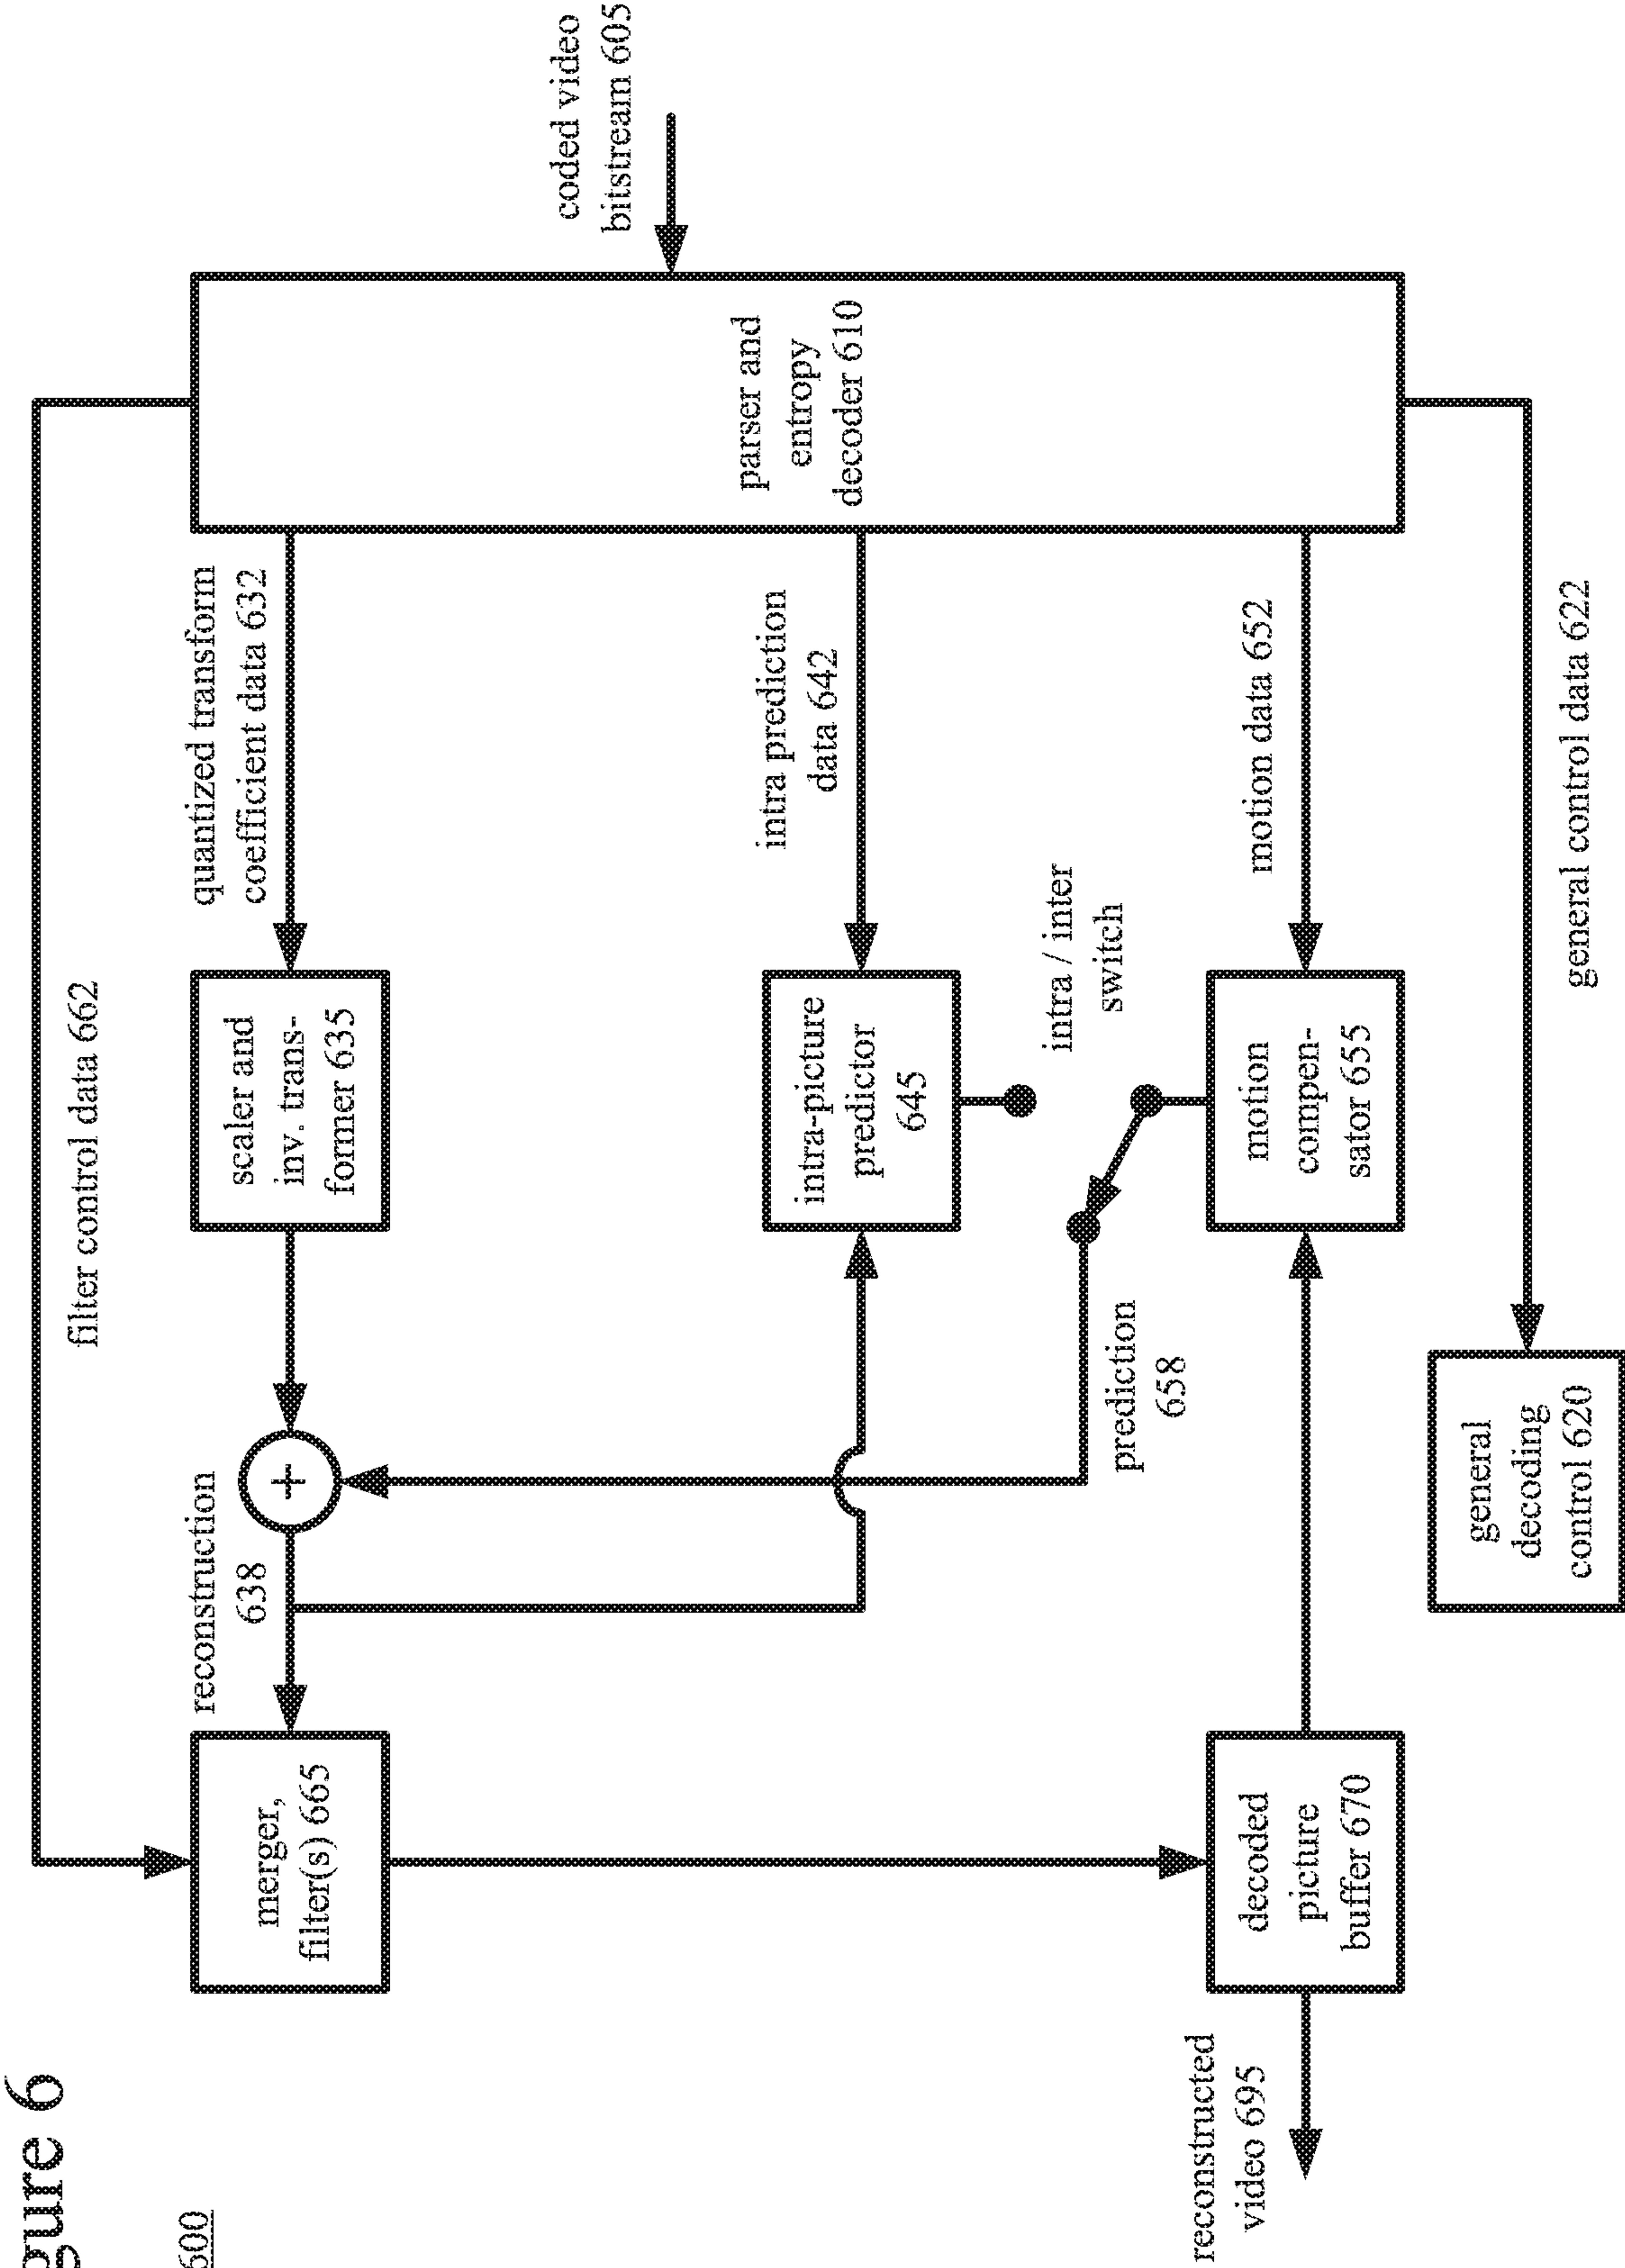 gure 6
600
filter control data 662
merger,
filter(s) 665
reconstruction
638
+
scaler and
inv. trans-
former 635
quantized transform
coefficient data 632
coded video
bitstream 605
parser and
entropy
decoder 610
intra-picture
predictor
645
intra prediction
data 642
intra / inter
switch
prediction
658
reconstructed
video 695
decoded
picture
buffer 670
motion
compen-
sator 655
motion data 652
general
decoding
control 620
general control data 622